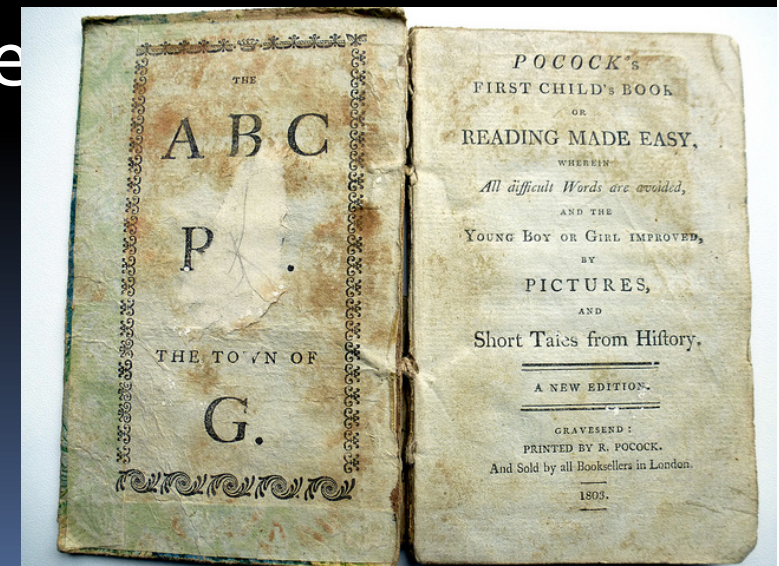 e
THE
A B C
P .
THE TOWN OF
G.
POCOCK's
FIRST CHILD's BOOK
OR
READING MADE EASY,
WHEREIN
All difficult Words are avoided,
AND THE
YOUNG BOY OR GIRL IMPROVED,
BY
PICTURES,
AND
Short Tales from Hiſtory.
A NEW EDITION.
GRAVESEND:
PRINTED BY R. POCOCK.
And Sold by all Booksellers in London.
1803.